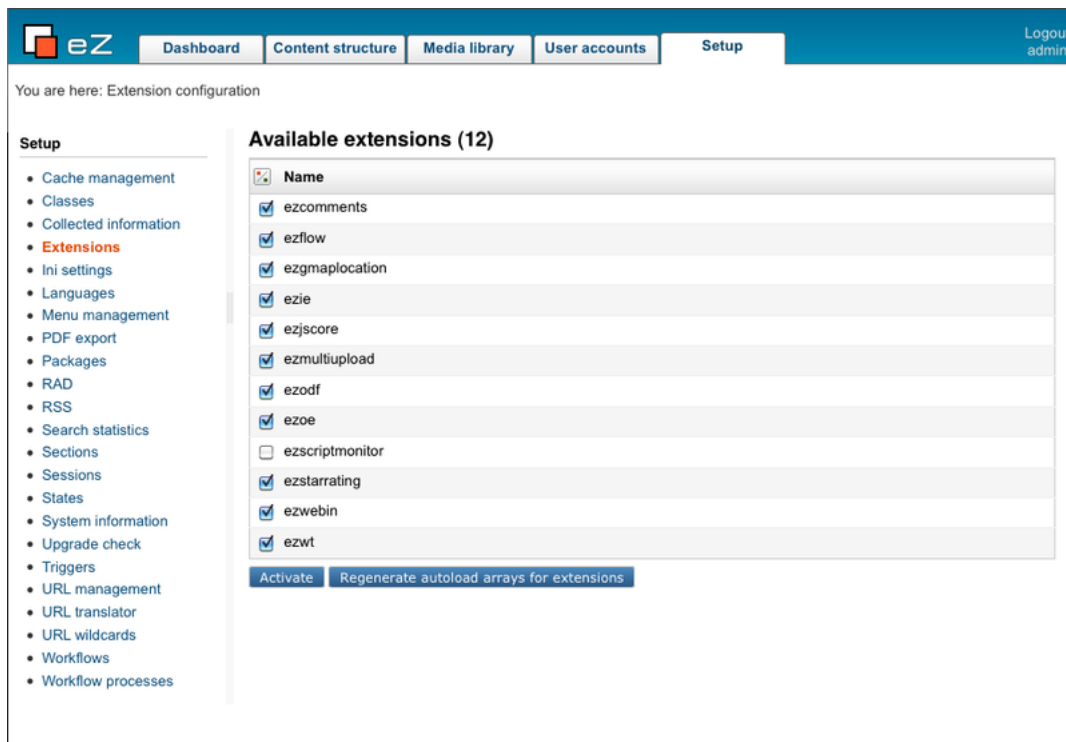 eZ
Dashboard Content structure Media library User accounts Setup
Logou
admin
You are here: Extension configuration
Setup
Cache management
Classes
Collected information
Extensions
Ini settings
Languages
Menu management
PDF export
Packages
RAD
RSS
Search statistics
Sections
Sessions
States
System information
Upgrade check
Triggers
URL management
URL translator
URL wildcards
Workflows
Workflow processes
Available extensions (12)
Name
ezcomments
ezflow
ezgmaplocation
ezie
ezjscore
ezmultiupload
ezodf
ezoe
ezscriptmonitor
ezstarrating
ezwebin
ezwt
Activate Regenerate autoload arrays for extensions